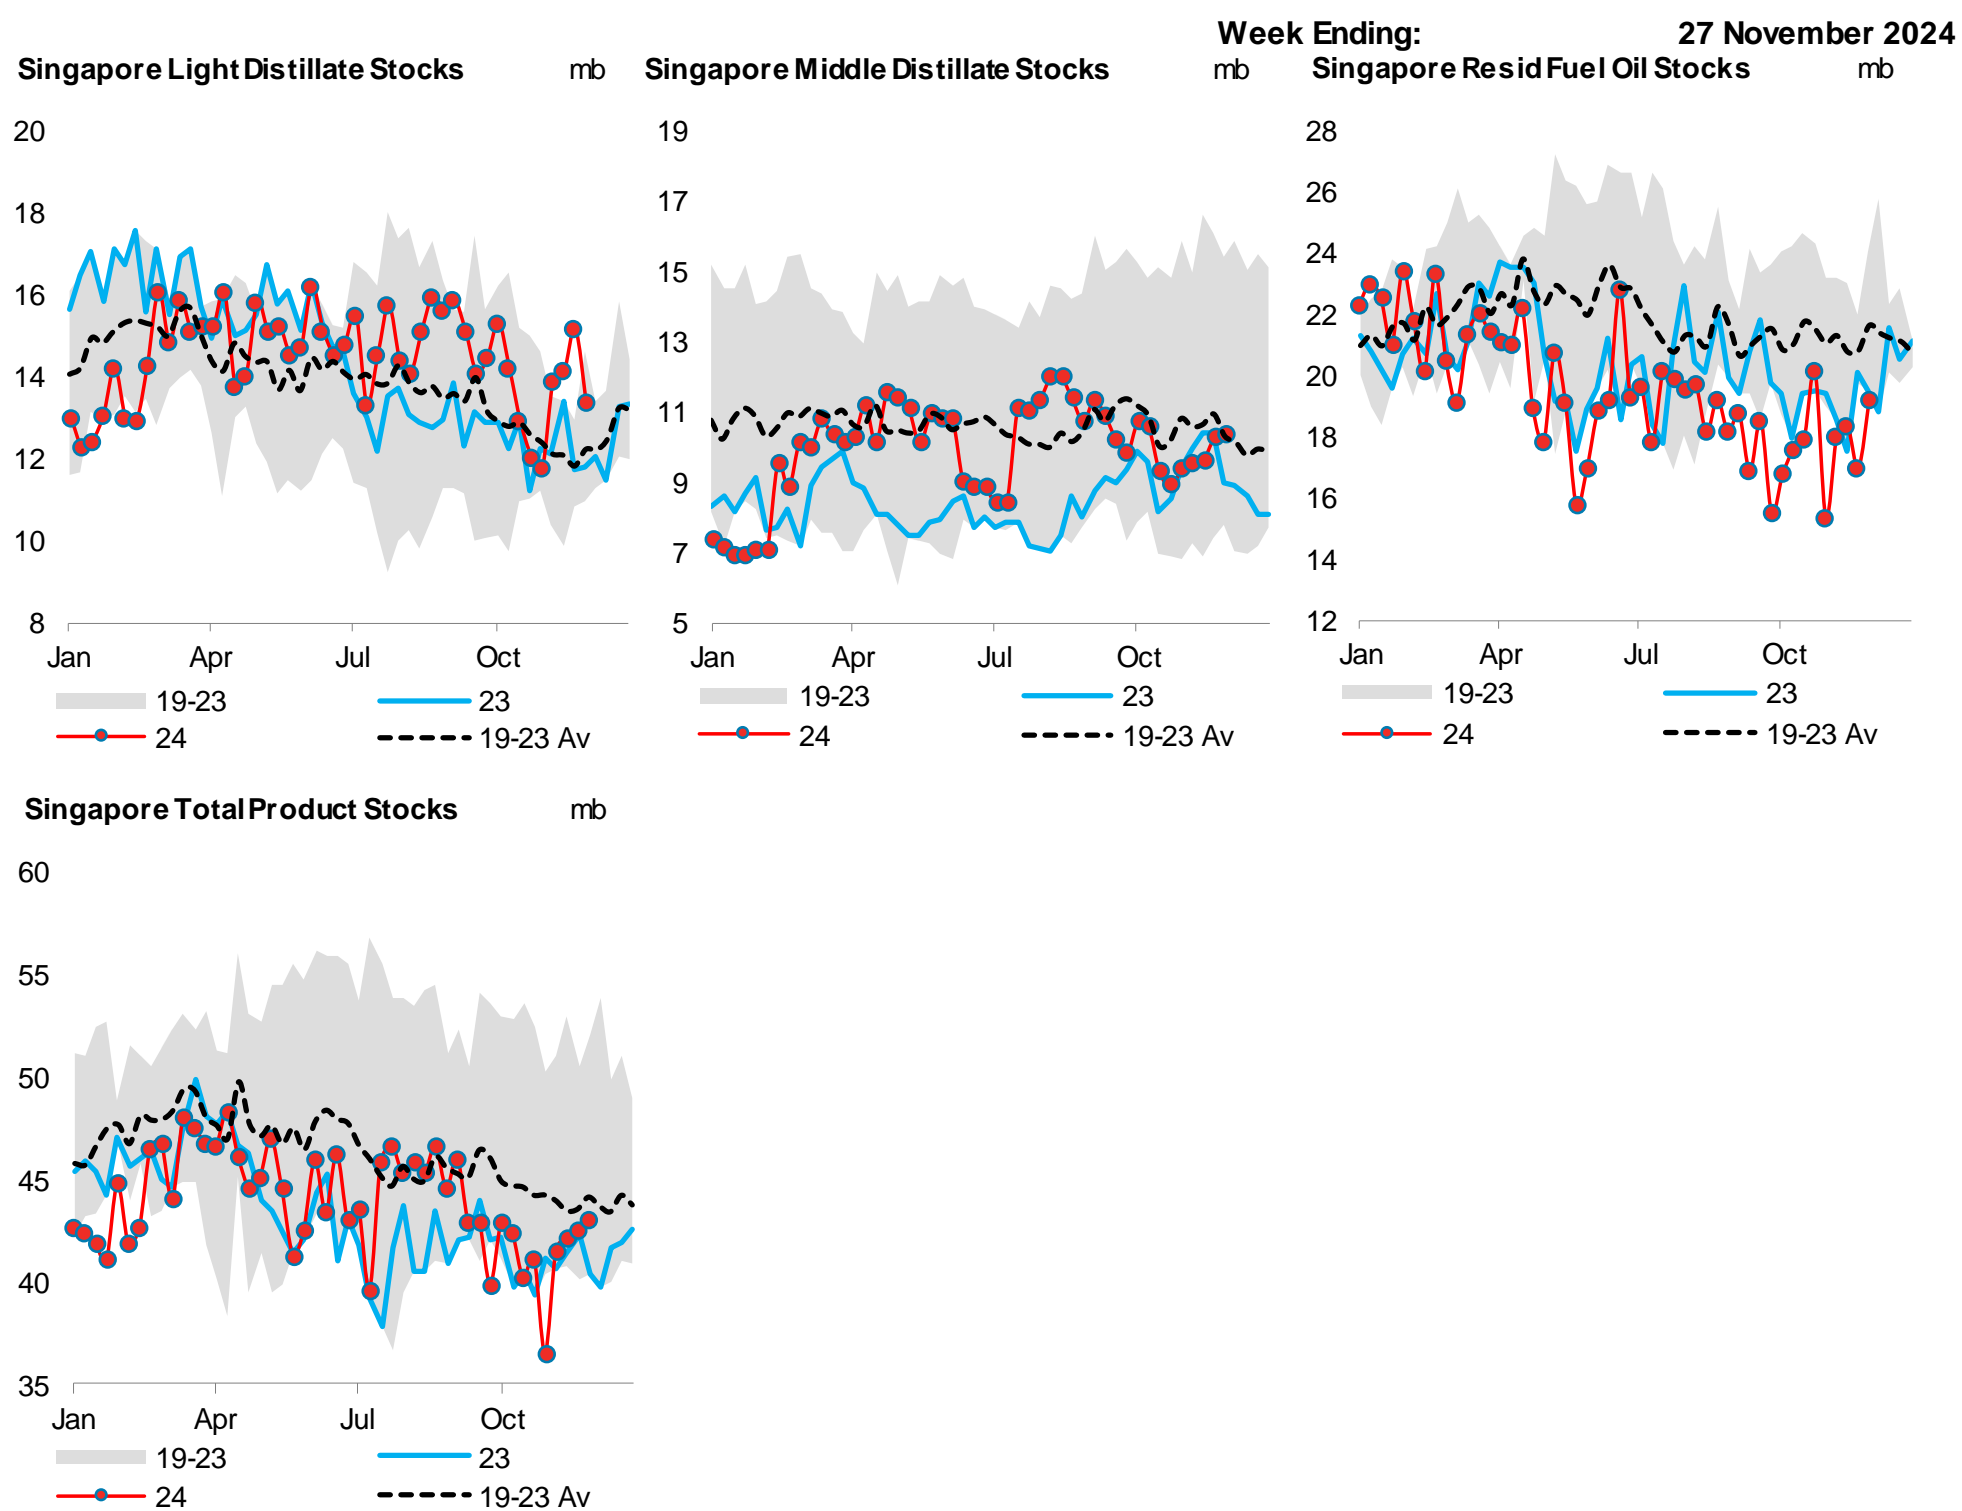 Week Ending: 27 November 2024
Singapore Light Distillate Stocks mb
20
18
16
14
12
10
8
Jan Apr Jul Oct
19-23 23
24 19-23 Av
Singapore Middle Distillate Stocks mb
19
17
15
13
11
9
7
5
Jan Apr Jul Oct
19-23 23
24 19-23 Av
Singapore Resid Fuel Oil Stocks mb
28
26
24
22
20
18
16
14
12
Jan Apr Jul Oct
19-23 23
24 19-23 Av
Singapore Total Product Stocks mb
60
55
50
45
40
35
Jan Apr Jul Oct
19-23 23
24 19-23 Av